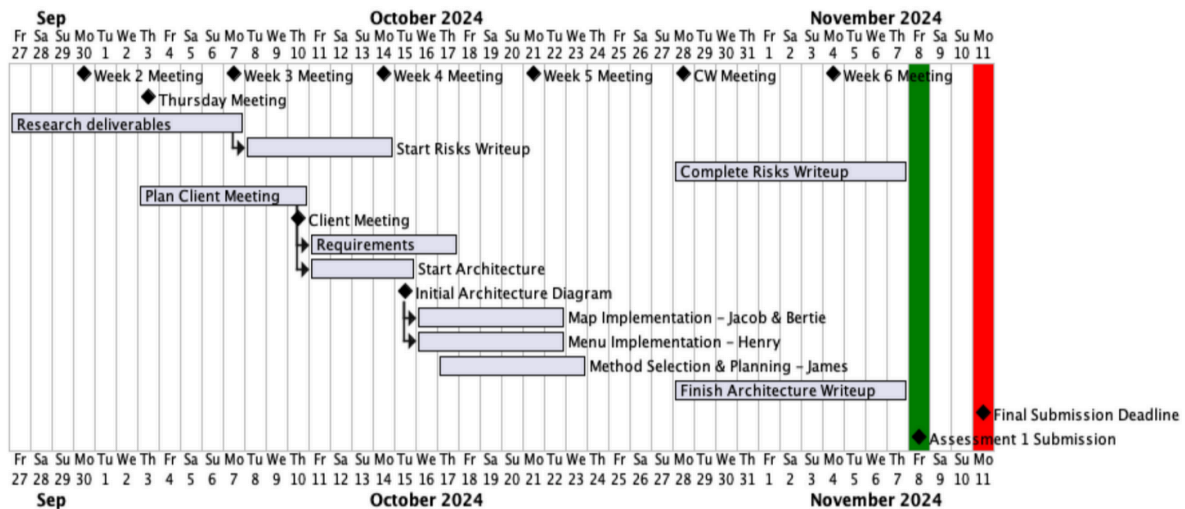 Sep October 2024 November 2024
Fr Sa Su Mo Tu We Th Fr Sa Su Mo Tu We Th Fr Sa Su Mo Tu We Th Fr Sa Su Mo Tu We Th Fr Sa Su Mo Tu We Th Fr Sa Su Mo Tu We Th Fr Sa Su Mo
27 28 29 30 1 2 3 4 5 6 7 8 9 10 11 12 13 14 15 16 17 18 19 20 21 22 23 24 25 26 27 28 29 30 31 1 2 3 4 5 6 7 8 9 10 11
Week 2 Meeting Week 3 Meeting Week 4 Meeting Week 5 Meeting CW Meeting Week 6 Meeting
Thursday Meeting
Research deliverables
Start Risks Writeup
Complete Risks Writeup
Plan Client Meeting
Client Meeting
Requirements
Start Architecture
Initial Architecture Diagram
Map Implementation – Jacob & Bertie
Menu Implementation – Henry
Method Selection & Planning – James
Finish Architecture Writeup
Final Submission Deadline
Assessment 1 Submission
Fr Sa Su Mo Tu We Th Fr Sa Su Mo Tu We Th Fr Sa Su Mo Tu We Th Fr Sa Su Mo Tu We Th Fr Sa Su Mo Tu We Th Fr Sa Su Mo Tu We Th Fr Sa Su Mo
27 28 29 30 1 2 3 4 5 6 7 8 9 10 11 12 13 14 15 16 17 18 19 20 21 22 23 24 25 26 27 28 29 30 31 1 2 3 4 5 6 7 8 9 10 11
Sep October 2024 November 2024